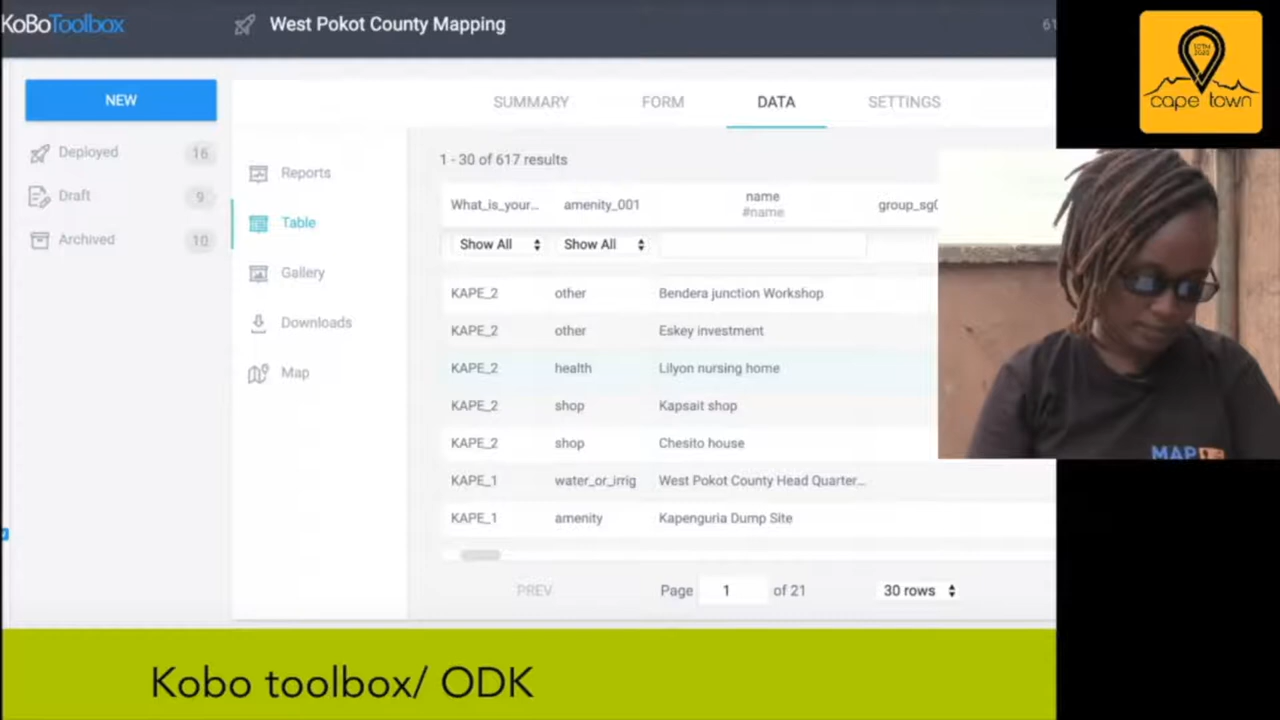 KoBoToolbox
West Pokot County Mapping
61
NEW
Deployed 16
Draft 9
Archived 10
SUMMARY FORM DATA SETTINGS
Reports
Table
Gallery
Downloads
Map
1 - 30 of 617 results
What_is_your... amenity_001 name group_sg0
#name
Show All Show All
KAPE_2 other Bendera junction Workshop
KAPE_2 other Eskey investment
KAPE_2 health Lilyon nursing home
KAPE_2 shop Kapsait shop
KAPE_2 shop Chesito house
KAPE_1 water_or_irrig West Pokot County Head Quarter...
KAPE_1 amenity Kapenguria Dump Site
PREV Page 1 of 21 30 rows
Kobo toolbox/ ODK
cape town
MAP